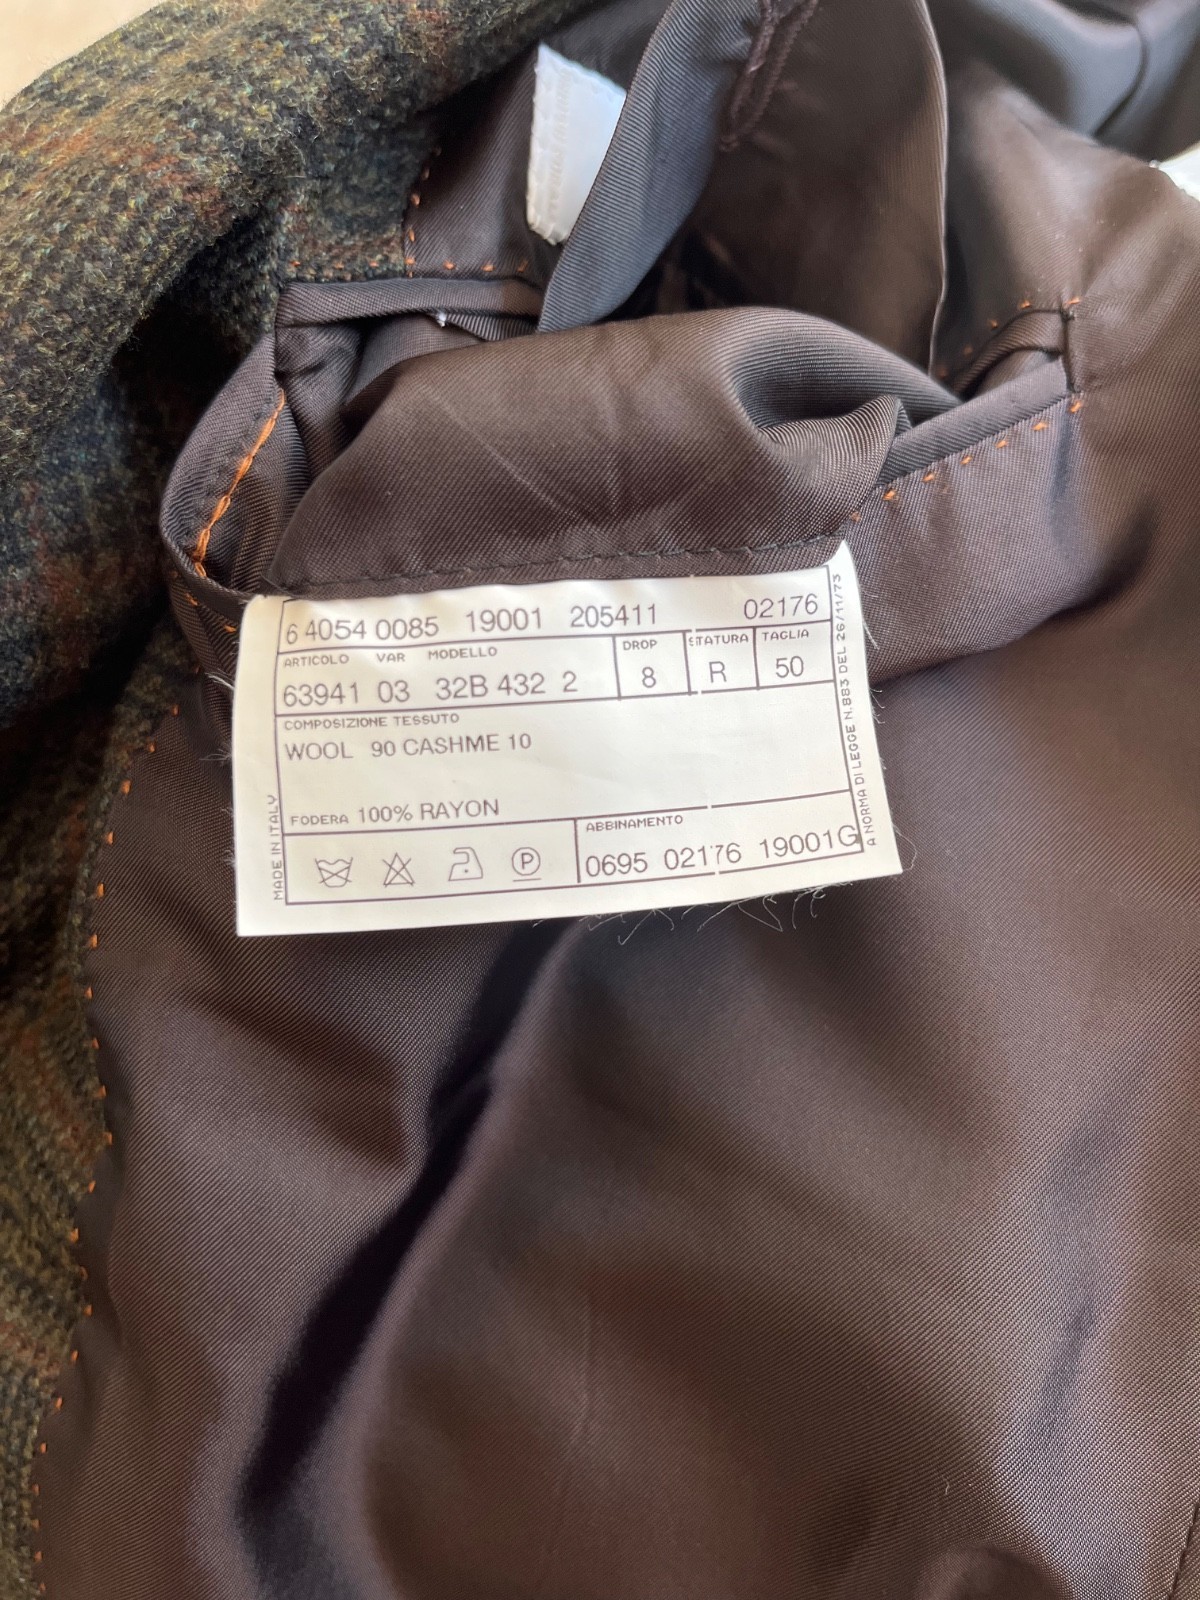 6 4054 0085 19001 205411 02176
ARTICOLO VAR MODELLO DROP STATURA TAGLIA
63941 03 32B 432 2 8 R 50
COMPOSIZIONE TESSUTO
WOOL 90 CASHME 10
FODERA 100% RAYON
ABBINAMENTO
0695 02176 19001G
P
MADE IN ITALY
A NORMA DI LEGGE N.883 DEL 26/11/73